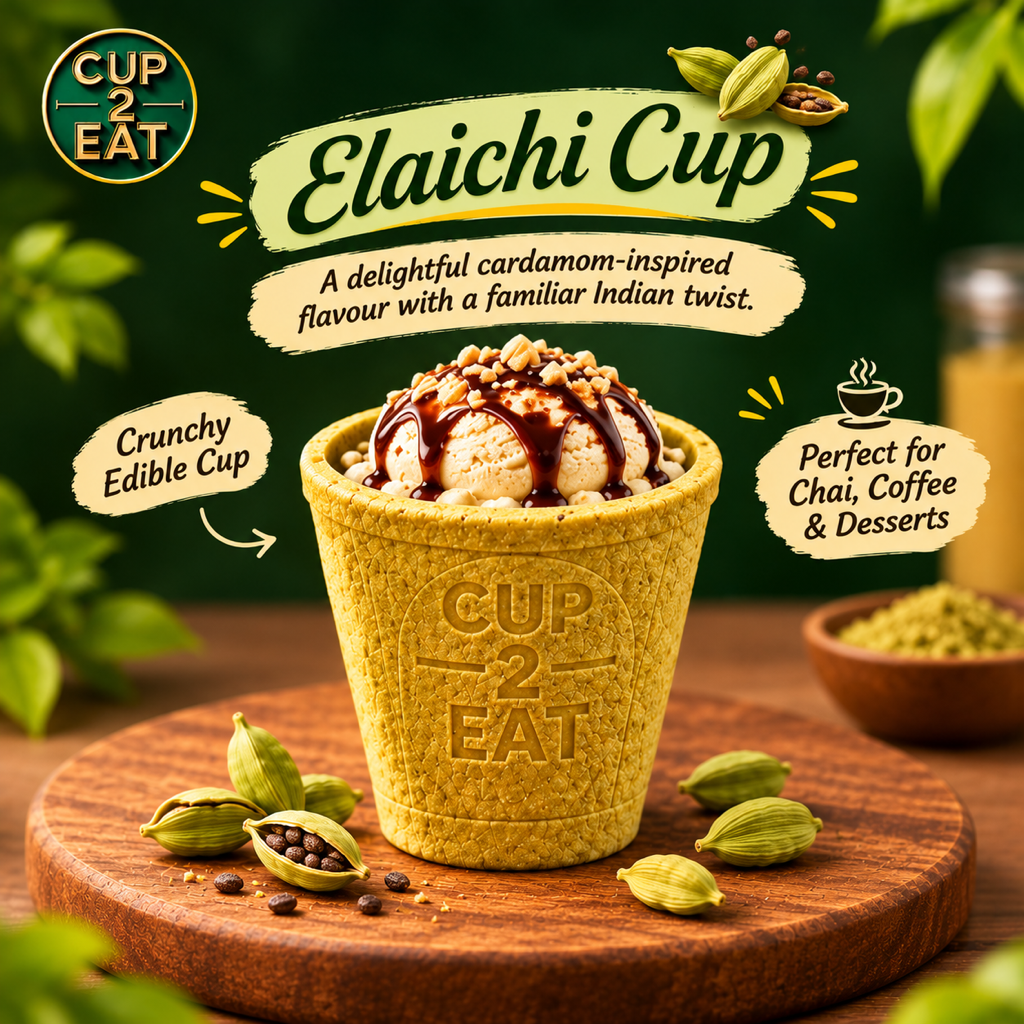 CUP
2
EAT
Elaichi Cup
A delightful cardamom-inspired
flavour with a familiar Indian twist.
Crunchy
Edible Cup
Perfect for
Chai, Coffee
& Desserts
CUP
2
EAT